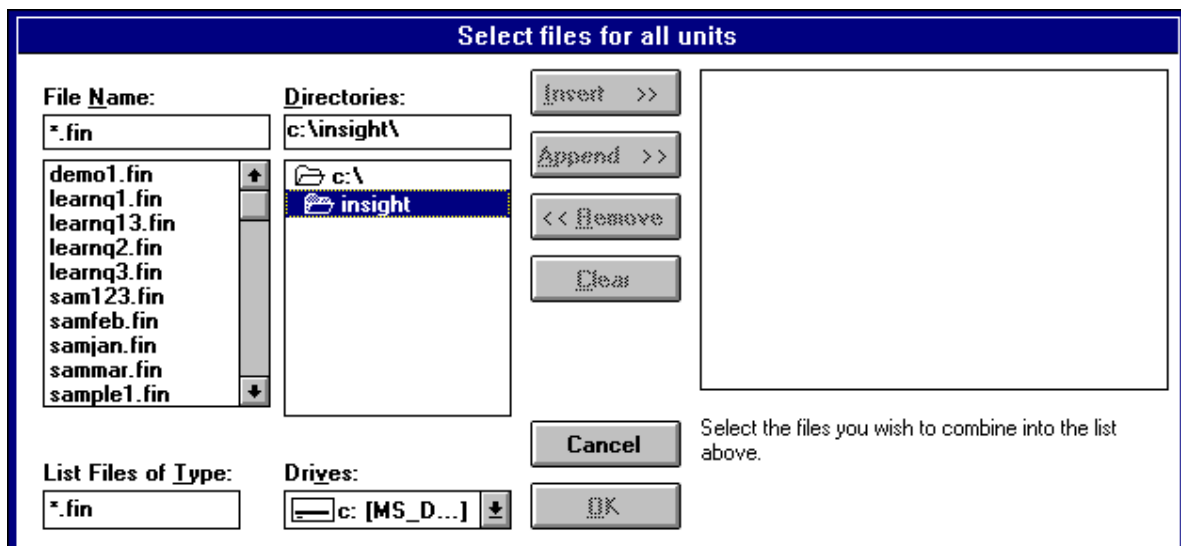 Select files for all units
File Name:
*.fin
demo1.fin
learnq1.fin
learnq13.fin
learnq2.fin
learnq3.fin
sam123.fin
samfeb.fin
samjan.fin
sammar.fin
sample1.fin
List Files of Type:
*.fin
Directories:
c:\insight\
c:\
insight
Drives:
c: [MS_D...]
Insert >>
Append >>
<< Remove
Clear
Cancel
OK
Select the files you wish to combine into the list
above.